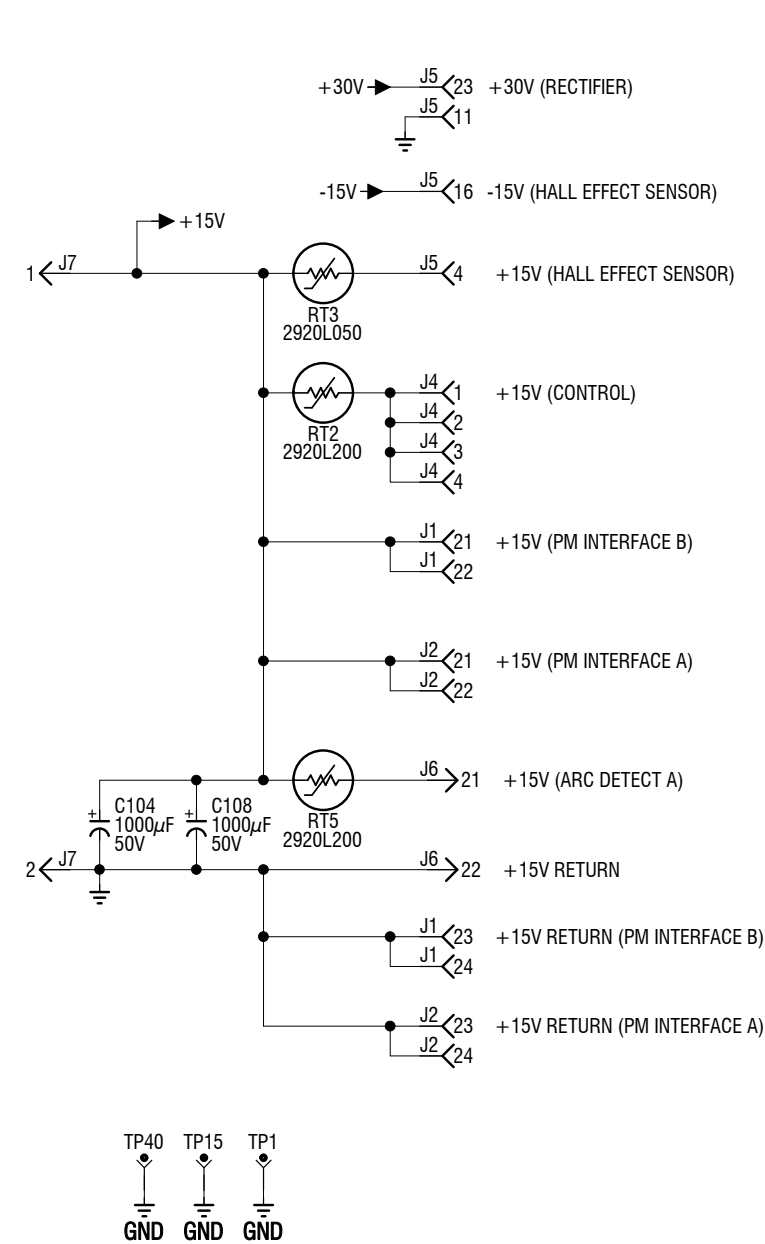 +30V J5 23 +30V (RECTIFIER)
J5 11
-15V J5 16 -15V (HALL EFFECT SENSOR)
+15V
1 J7 J5 4 +15V (HALL EFFECT SENSOR)
RT3
2920L050
J4 1 +15V (CONTROL)
J4 2
RT2
2920L200
J4 3
J4 4
J1 21 +15V (PM INTERFACE B)
J1 22
J2 21 +15V (PM INTERFACE A)
J2 22
J6 21 +15V (ARC DETECT A)
RT5
2920L200
+ C104
1000µF
50V
+ C108
1000µF
50V
2 J7 J6 22 +15V RETURN
J1 23 +15V RETURN (PM INTERFACE B)
J1 24
J2 23 +15V RETURN (PM INTERFACE A)
J2 24
TP40 TP15 TP1
GND GND GND